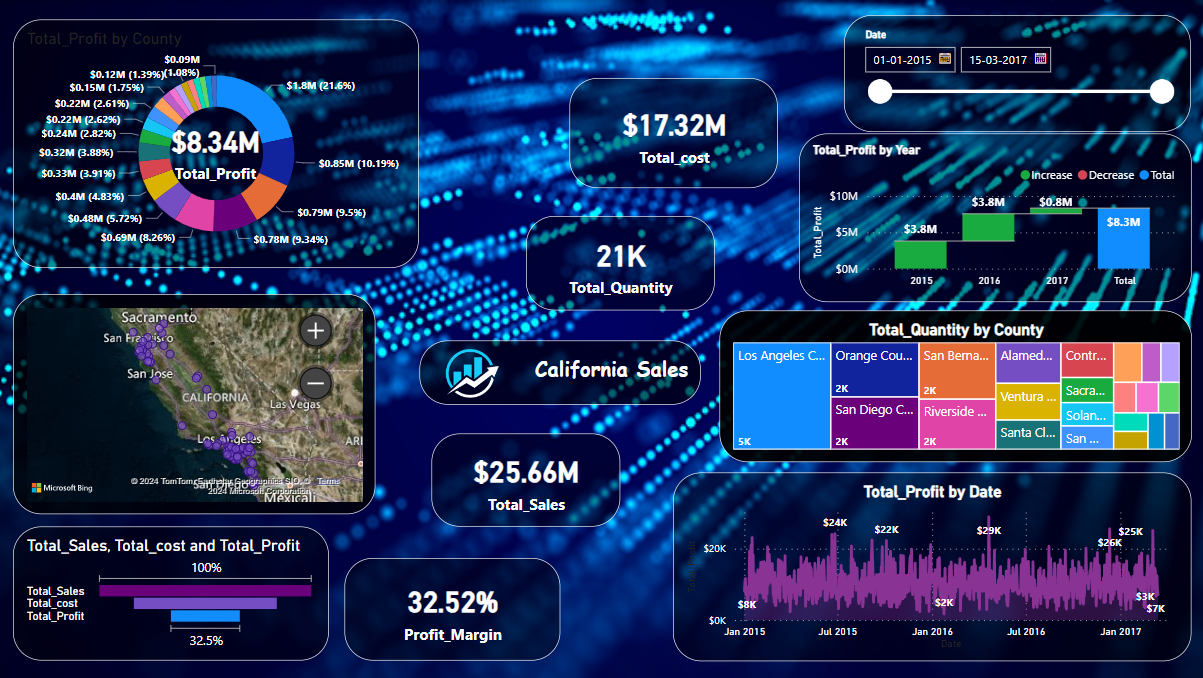 Total_Profit by County
$0.09M
(1.08%)
$0.12M (1.39%)
$0.15M (1.75%)
$0.22M (2.61%)
$0.22M (2.62%)
$0.24M (2.82%)
$0.32M (3.88%)
$0.33M (3.91%)
$0.4M (4.83%)
$0.48M (5.72%)
$0.69M (8.26%)
$0.78M (9.34%)
$0.79M (9.5%)
$0.85M (10.19%)
$1.8M (21.6%)
$8.34M
Total_Profit
$17.32M
Total_cost
Date
01-01-2015
15-03-2017
Total_Profit by Year
Increase Decrease Total
Total_Profit
$10M
$5M
$0M
$3.8M
$3.8M
$0.8M
$8.3M
2015 2016 2017 Total
21K
Total_Quantity
Sacramento
San Francisco
San Jose
CALIFORNIA
Las Vegas
Los Angeles
San Diego
Mexicali
ARI
Microsoft Bing
© 2024 TomTom, Earthstar Geographics SIO, © Terms
2024 Microsoft Corporation
California Sales
Total_Quantity by County
Los Angeles C...
5K
Orange Cou...
2K
San Diego C...
2K
San Berna...
2K
Riverside ...
2K
Alamed...
Ventura ...
Santa Cl...
Contr...
Sacra...
Solan...
San ...
$25.66M
Total_Sales
Total_Profit by Date
Total_Profit
$20K
$0K
$8K
$24K
$22K
$2K
$29K
$26K
$25K
$3K
$7K
Jan 2015 Jul 2015 Jan 2016 Jul 2016 Jan 2017
Date
Total_Sales, Total_cost and Total_Profit
100%
Total_Sales
Total_cost
Total_Profit
32.5%
32.52%
Profit_Margin